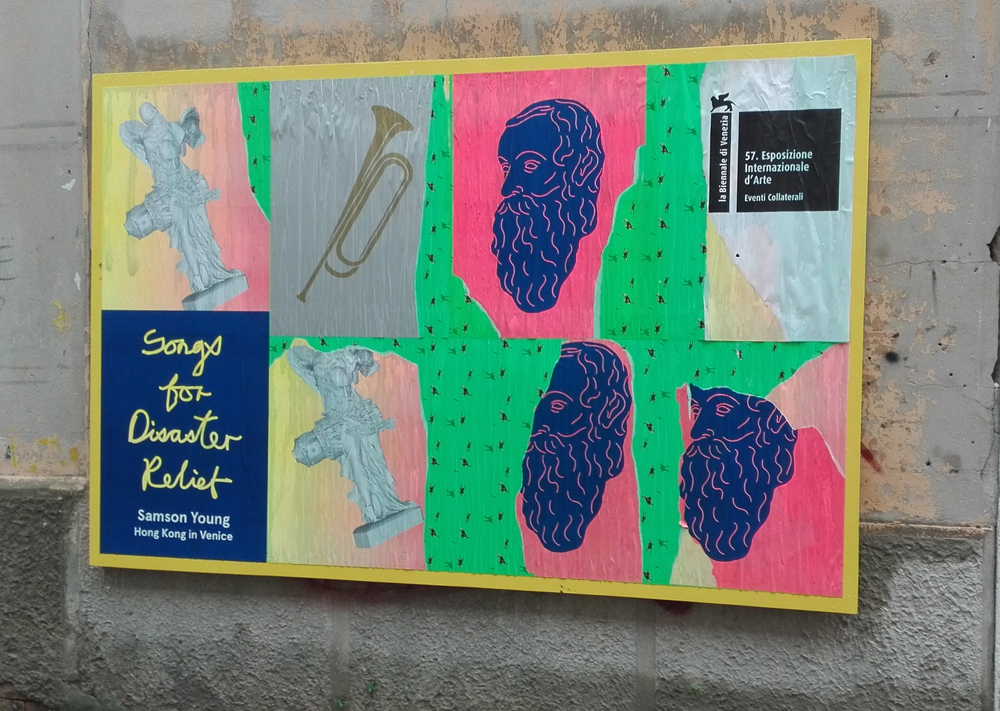 Songs
for
Disaster
Relief
Samson Young
Hong Kong in Venice
la Biennale di Venezia
57. Esposizione
Internazionale
d'Arte
Eventi Collaterali